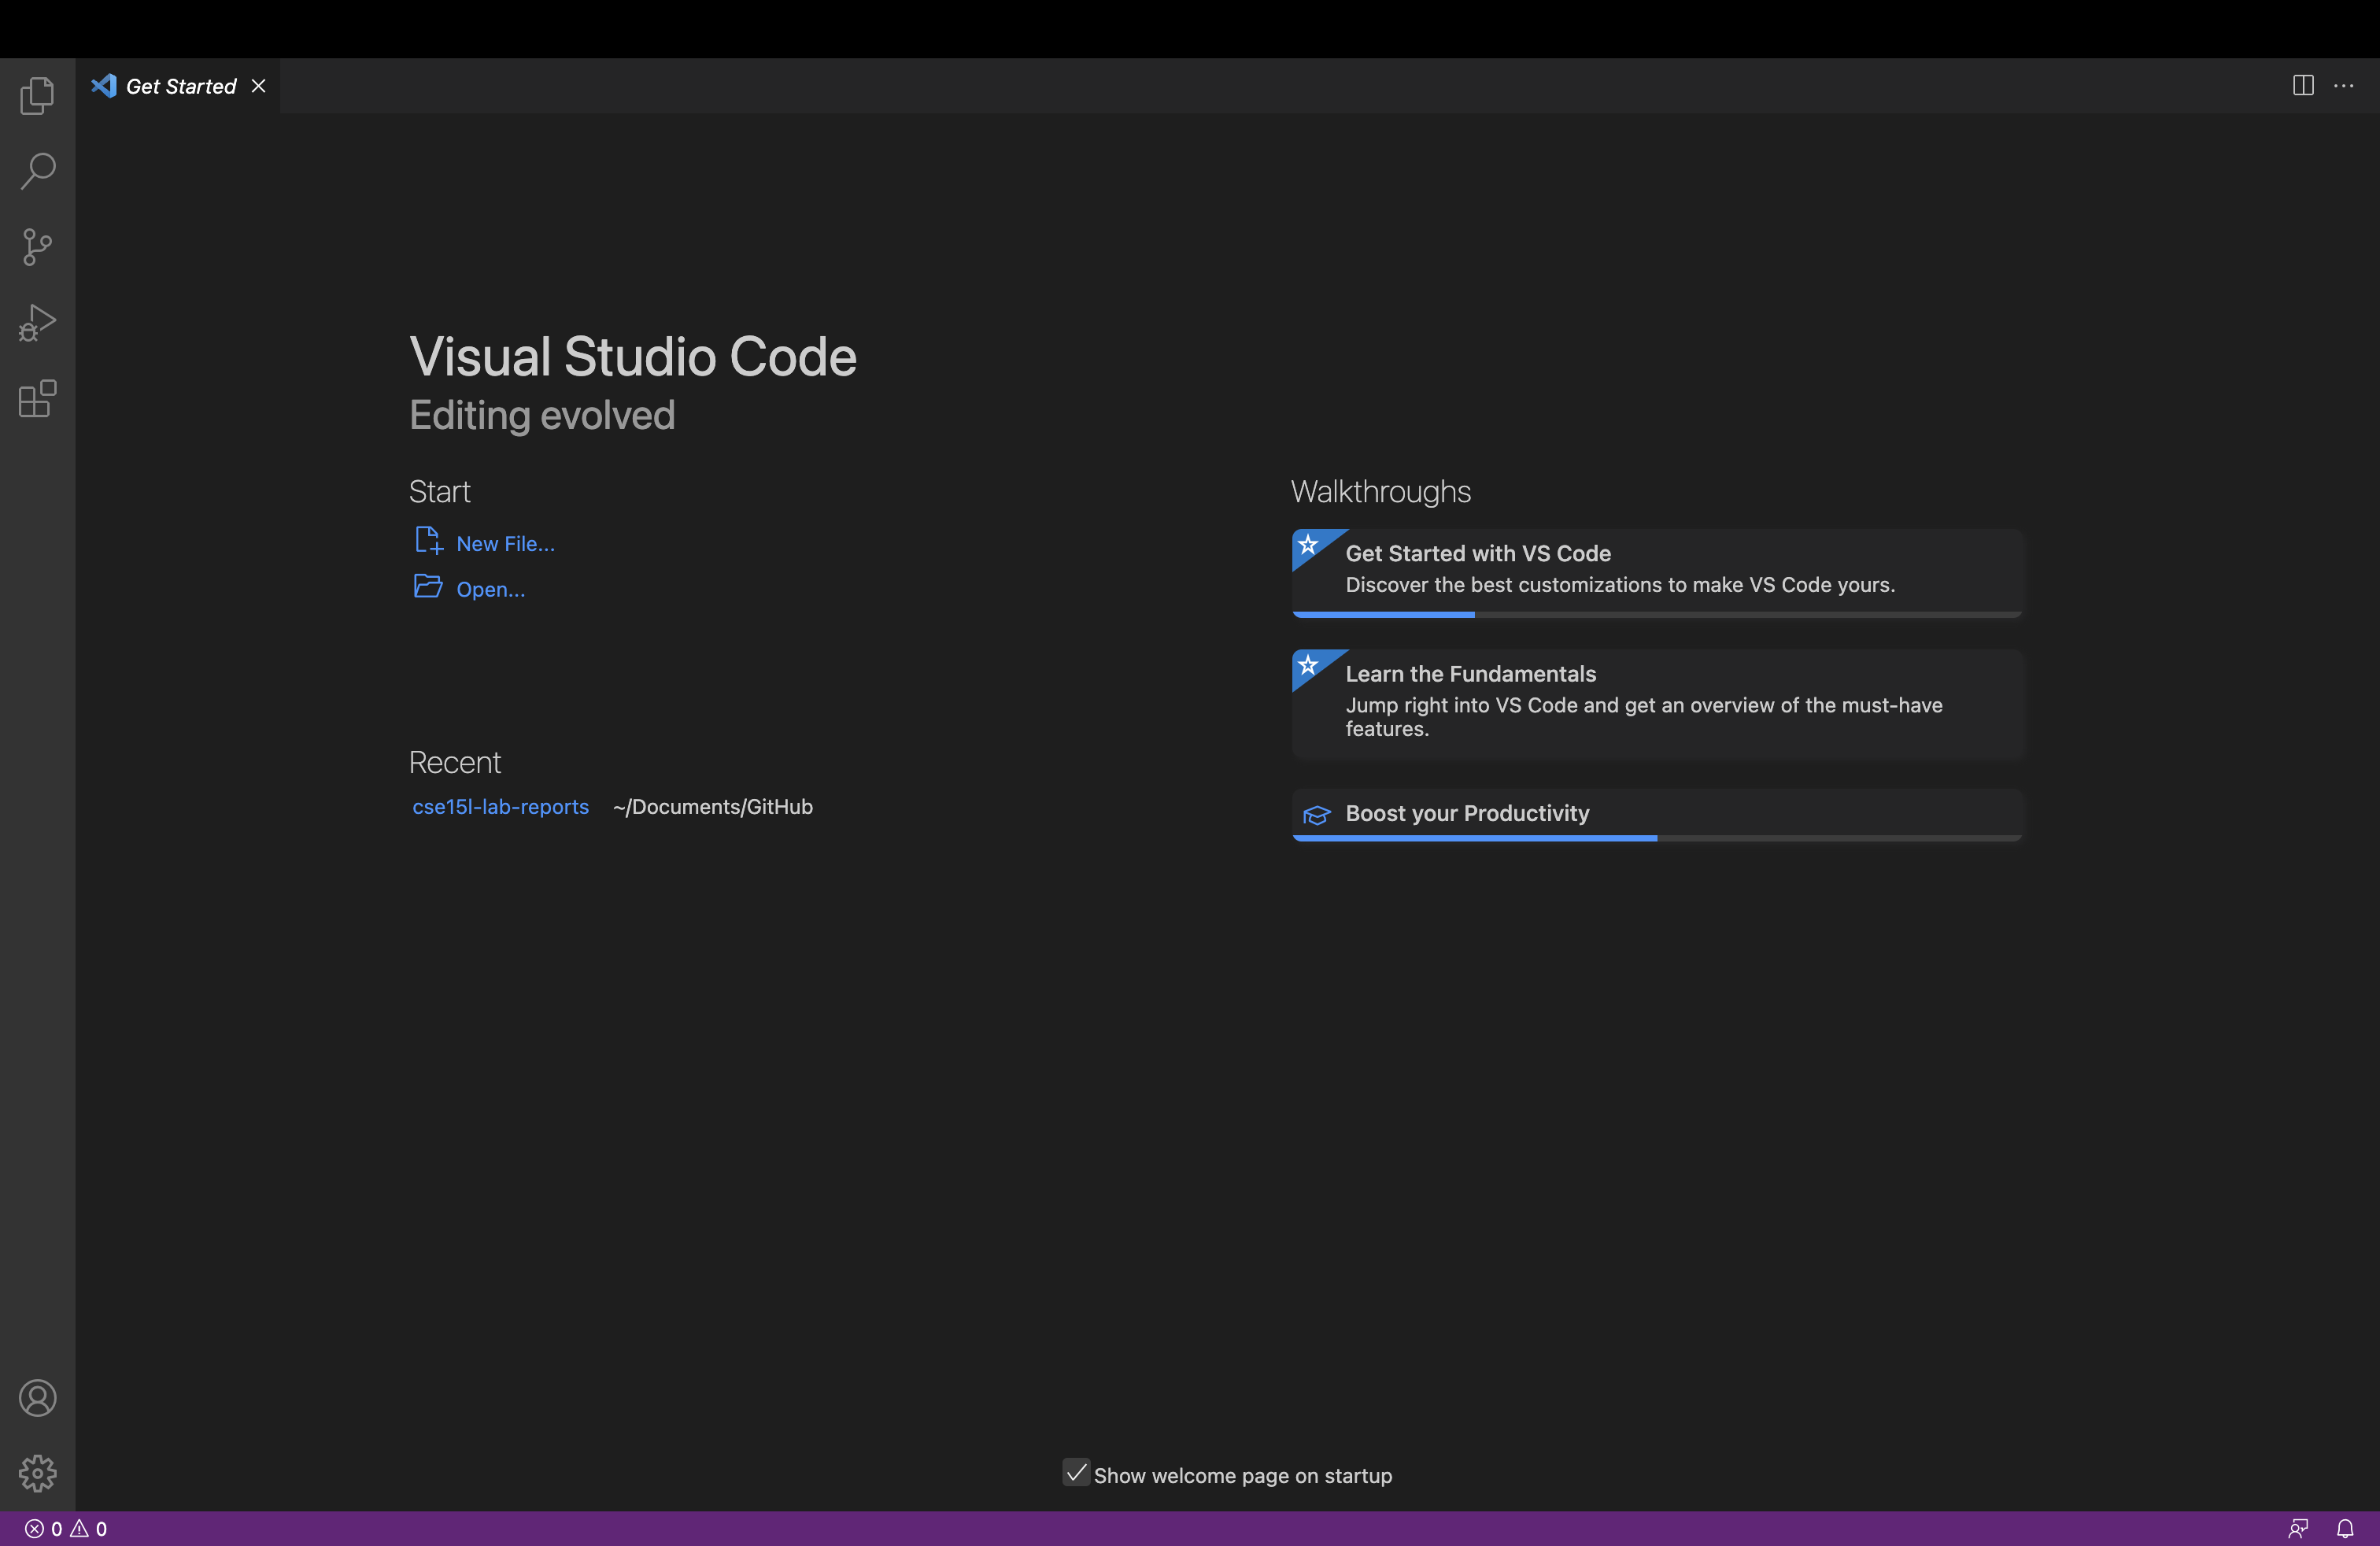 Get Started
Visual Studio Code
Editing evolved
Start
New File...
Open...
Recent
cse15l-lab-reports ~/Documents/GitHub
Walkthroughs
Get Started with VS Code
Discover the best customizations to make VS Code yours.
Learn the Fundamentals
Jump right into VS Code and get an overview of the must-have
features.
Boost your Productivity
Show welcome page on startup
0 0